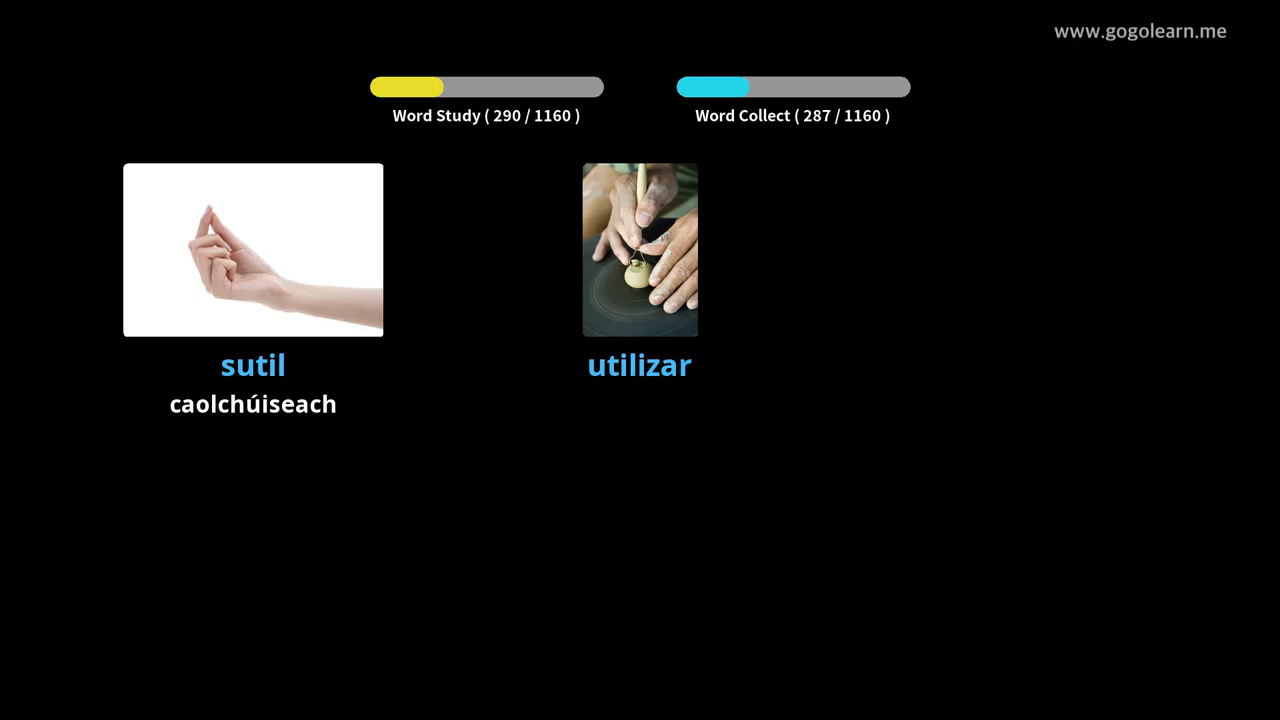 www.gogolearn.me
Word Study ( 290 / 1160 )
Word Collect ( 287 / 1160 )
sutil
utilizar
caolchúiseach